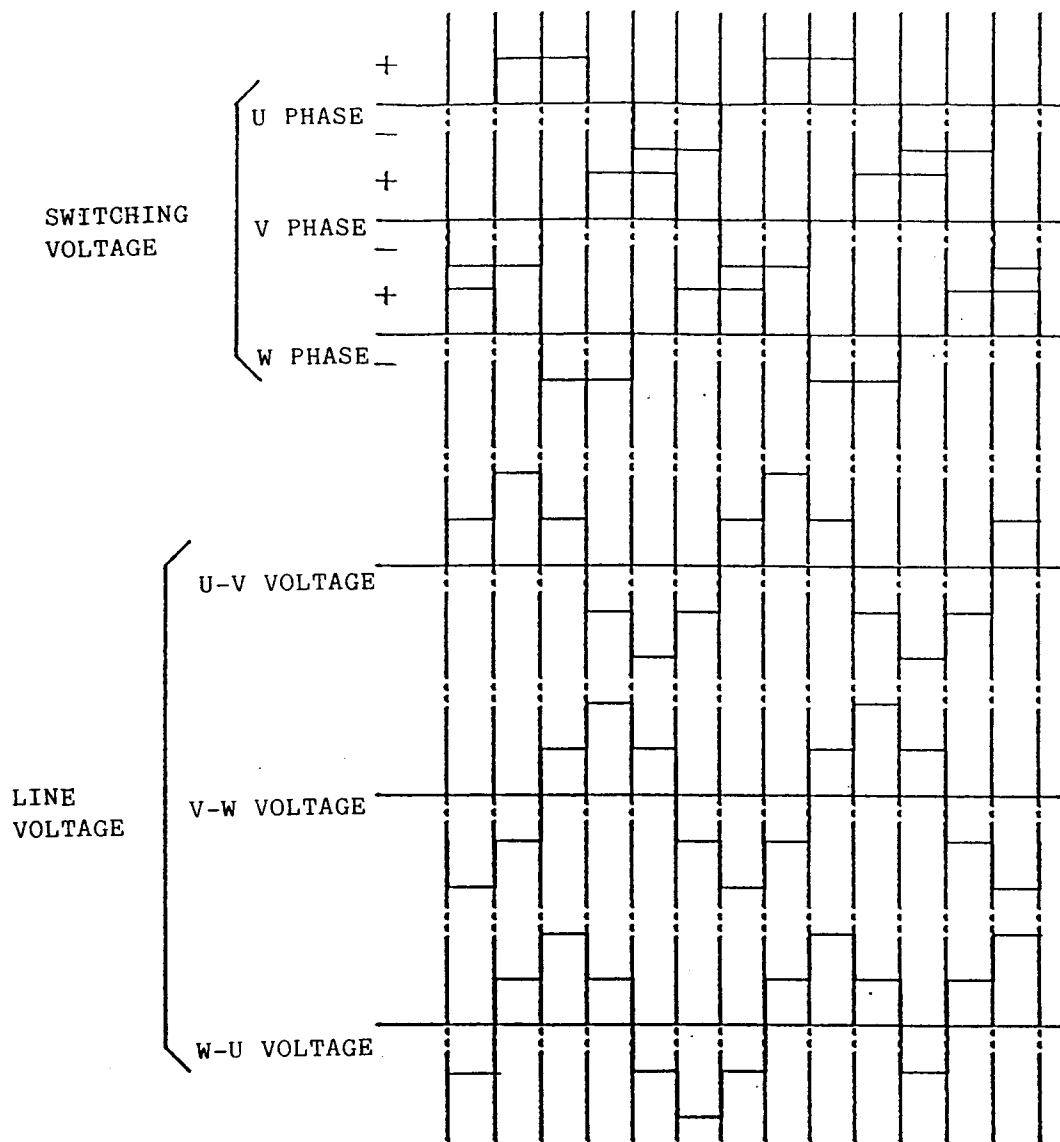 +
U PHASE
−
+
SWITCHING
VOLTAGE
V PHASE
−
+
W PHASE
−
U-V VOLTAGE
LINE
VOLTAGE
V-W VOLTAGE
W-U VOLTAGE